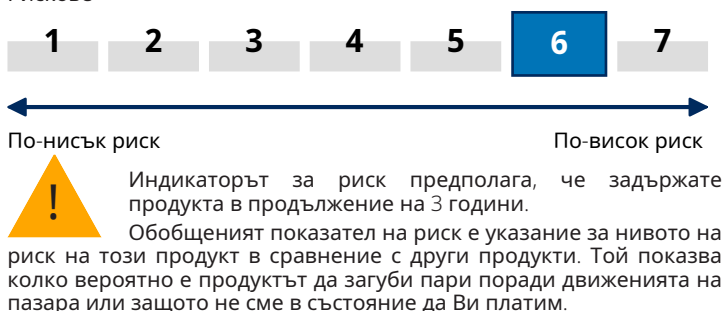 1 2 3 4 5 6 7
По-нисък риск По-висок риск
! Индикаторът за риск предполага, че задържате
продукта в продължение на 3 години.
Обобщеният показател на риск е указание за нивото на
риск на този продукт в сравнение с други продукти. Той показва
колко вероятно е продуктът да загуби пари поради движенията на
пазара или защото не сме в състояние да Ви платим.